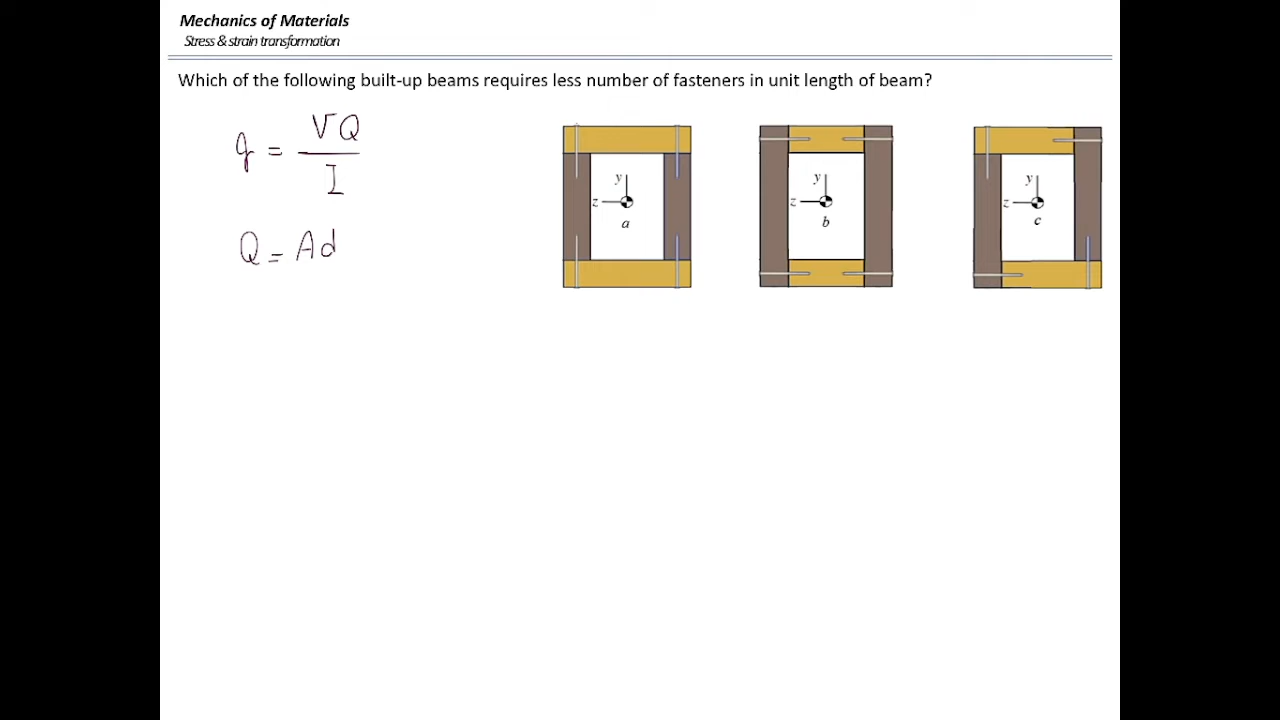 Mechanics of Materials
Stress & strain transformation
Which of the following built-up beams requires less number of fasteners in unit length of beam?
q = VQ / I
Q = Ad
y
z
a
y
z
b
y
z
c